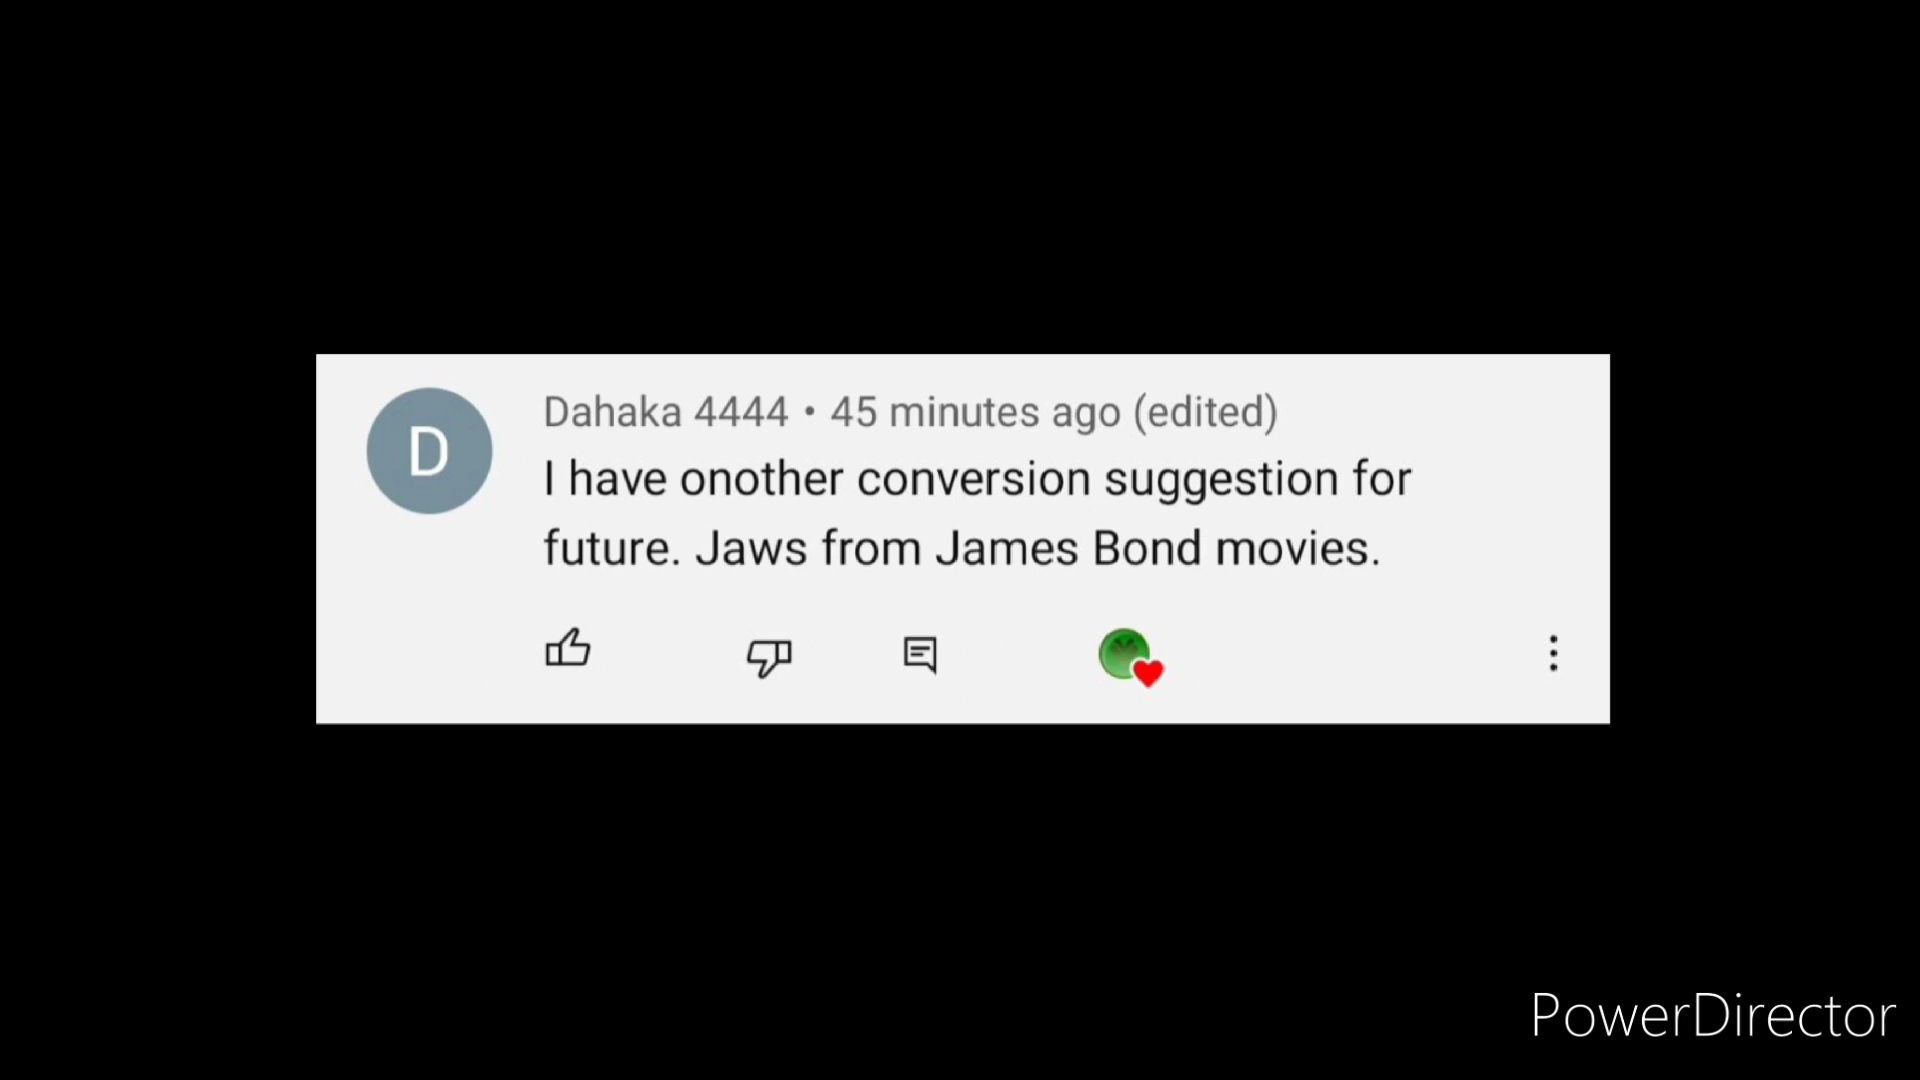 D
Dahaka 4444 • 45 minutes ago (edited)
I have onother conversion suggestion for
future. Jaws from James Bond movies.
PowerDirector